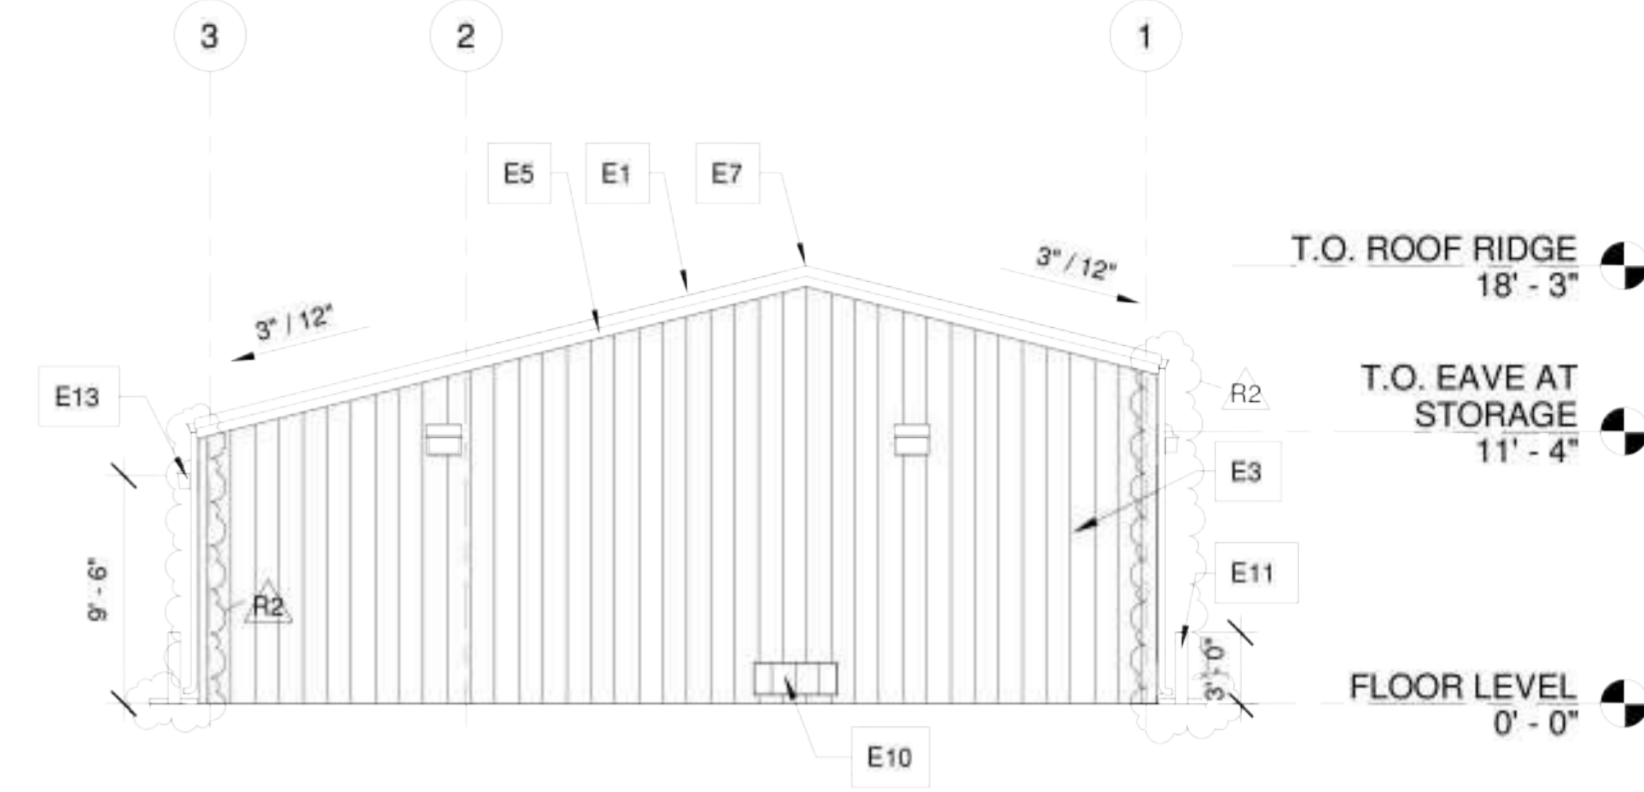 3
2
1
E5
E1
E7
3" / 12"
T.O. ROOF RIDGE
18' - 3"
3" / 12"
E13
R2
T.O. EAVE AT
STORAGE
11' - 4"
E3
9' - 6"
R2
E11
3' - 0"
FLOOR LEVEL
0' - 0"
E10